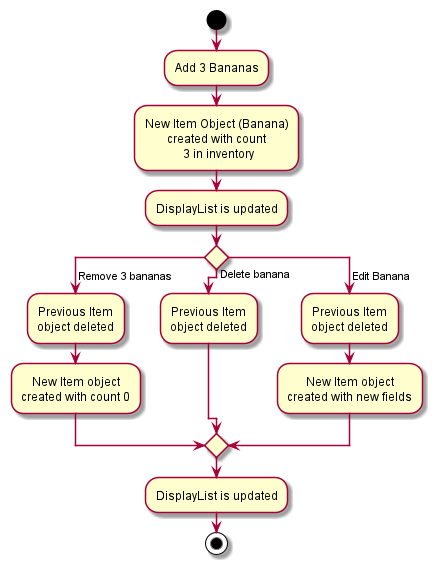 Add 3 Bananas
New Item Object (Banana)
created with count
3 in inventory
DisplayList is updated
Remove 3 bananas
Previous Item
object deleted
New Item object
created with count 0
Delete banana
Previous Item
object deleted
Edit Banana
Previous Item
object deleted
New Item object
created with new fields
DisplayList is updated